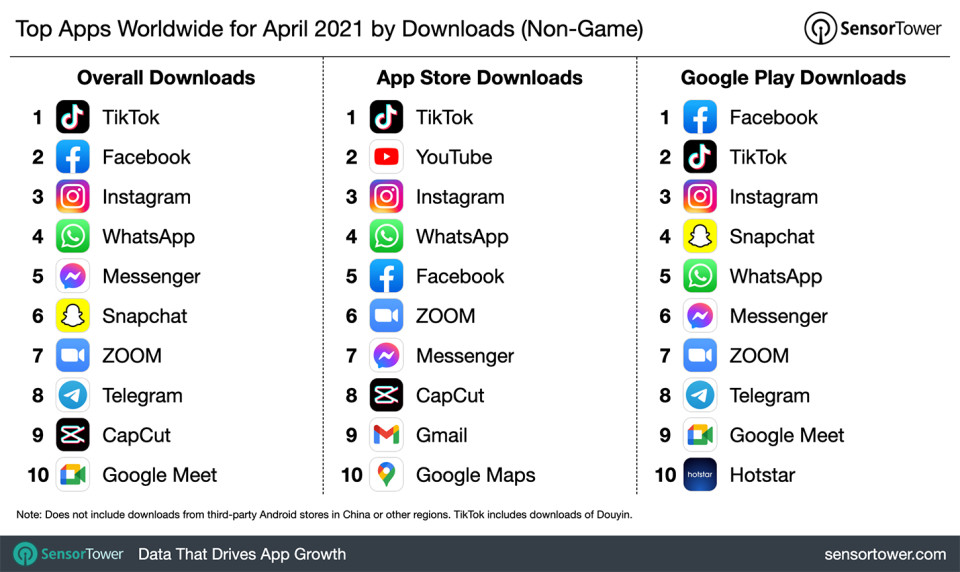 Top Apps Worldwide for April 2021 by Downloads (Non-Game)
SensorTower
Overall Downloads
1 TikTok
2 Facebook
3 Instagram
4 WhatsApp
5 Messenger
6 Snapchat
7 ZOOM
8 Telegram
9 CapCut
10 Google Meet
App Store Downloads
1 TikTok
2 YouTube
3 Instagram
4 WhatsApp
5 Facebook
6 ZOOM
7 Messenger
8 CapCut
9 Gmail
10 Google Maps
Google Play Downloads
1 Facebook
2 TikTok
3 Instagram
4 Snapchat
5 WhatsApp
6 Messenger
7 ZOOM
8 Telegram
9 Google Meet
10 hotstar Hotstar
Note: Does not include downloads from third-party Android stores in China or other regions. TikTok includes downloads of Douyin.
SensorTower Data That Drives App Growth sensortower.com